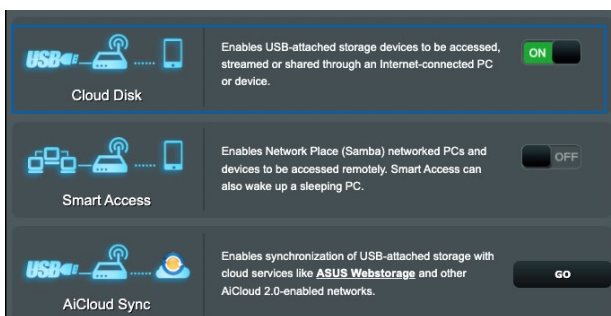 USB
Cloud Disk
Enables USB-attached storage devices to be accessed,
streamed or shared through an Internet-connected PC
or device.
ON
Smart Access
Enables Network Place (Samba) networked PCs and
devices to be accessed remotely. Smart Access can
also wake up a sleeping PC.
OFF
USB
AiCloud Sync
Enables synchronization of USB-attached storage with
cloud services like ASUS Webstorage and other
AiCloud 2.0-enabled networks.
GO